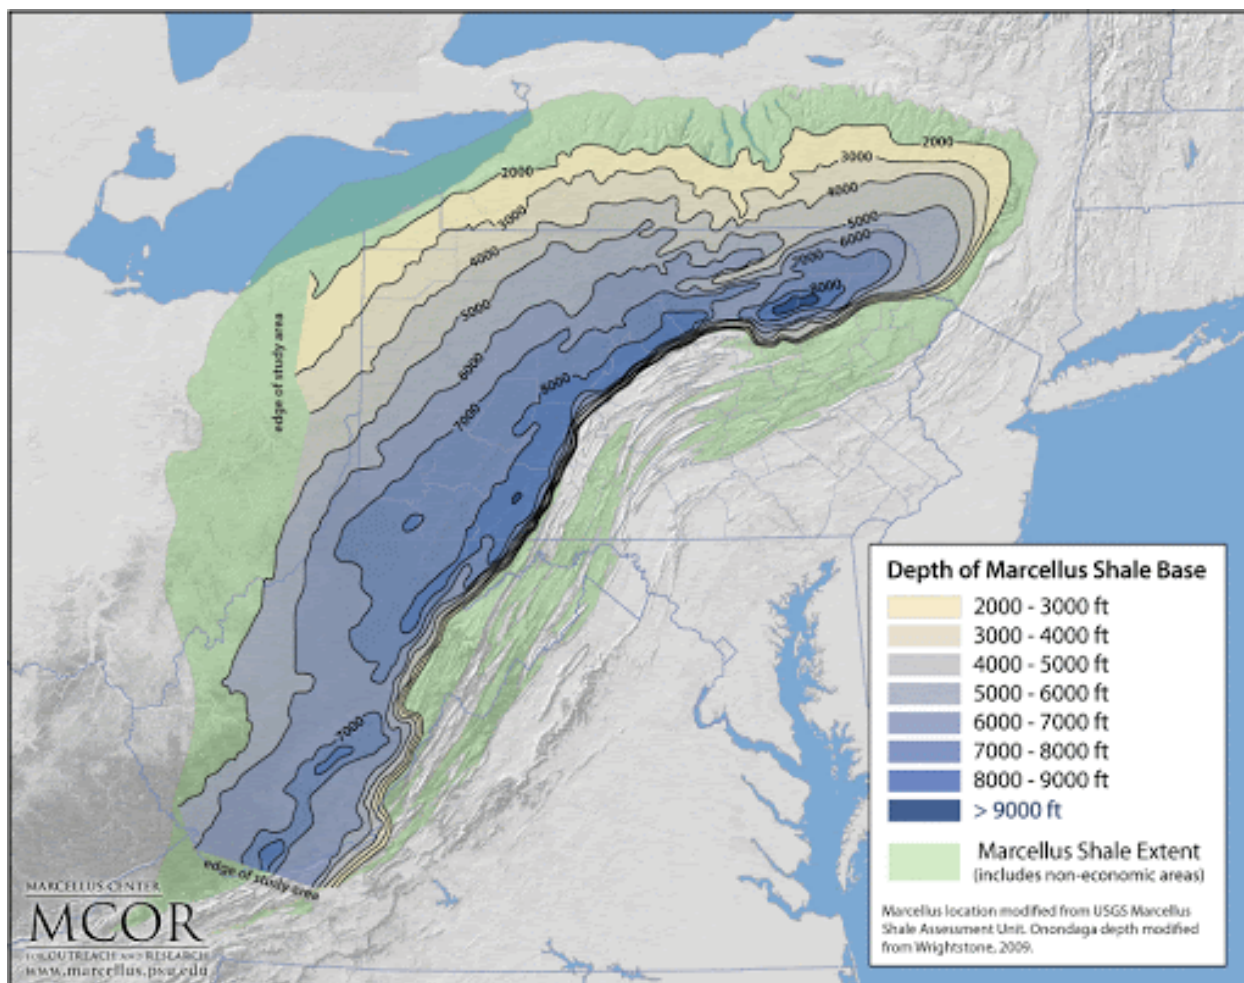 2000
3000
4000
5000
6000
7000
8000
2000
3000
4000
5000
6000
7000
8000
7000
edge of study area
edge of study area
Depth of Marcellus Shale Base
2000 - 3000 ft
3000 - 4000 ft
4000 - 5000 ft
5000 - 6000 ft
6000 - 7000 ft
7000 - 8000 ft
8000 - 9000 ft
> 9000 ft
Marcellus Shale Extent
(includes non-economic areas)
Marcellus location modified from USGS Marcellus
Shale Assessment Unit. Onondaga depth modified
from Wrightstone, 2009.
MARCELLUS CENTER
MCOR
FOR OUTREACH AND RESEARCH
www.marcellus.psu.edu